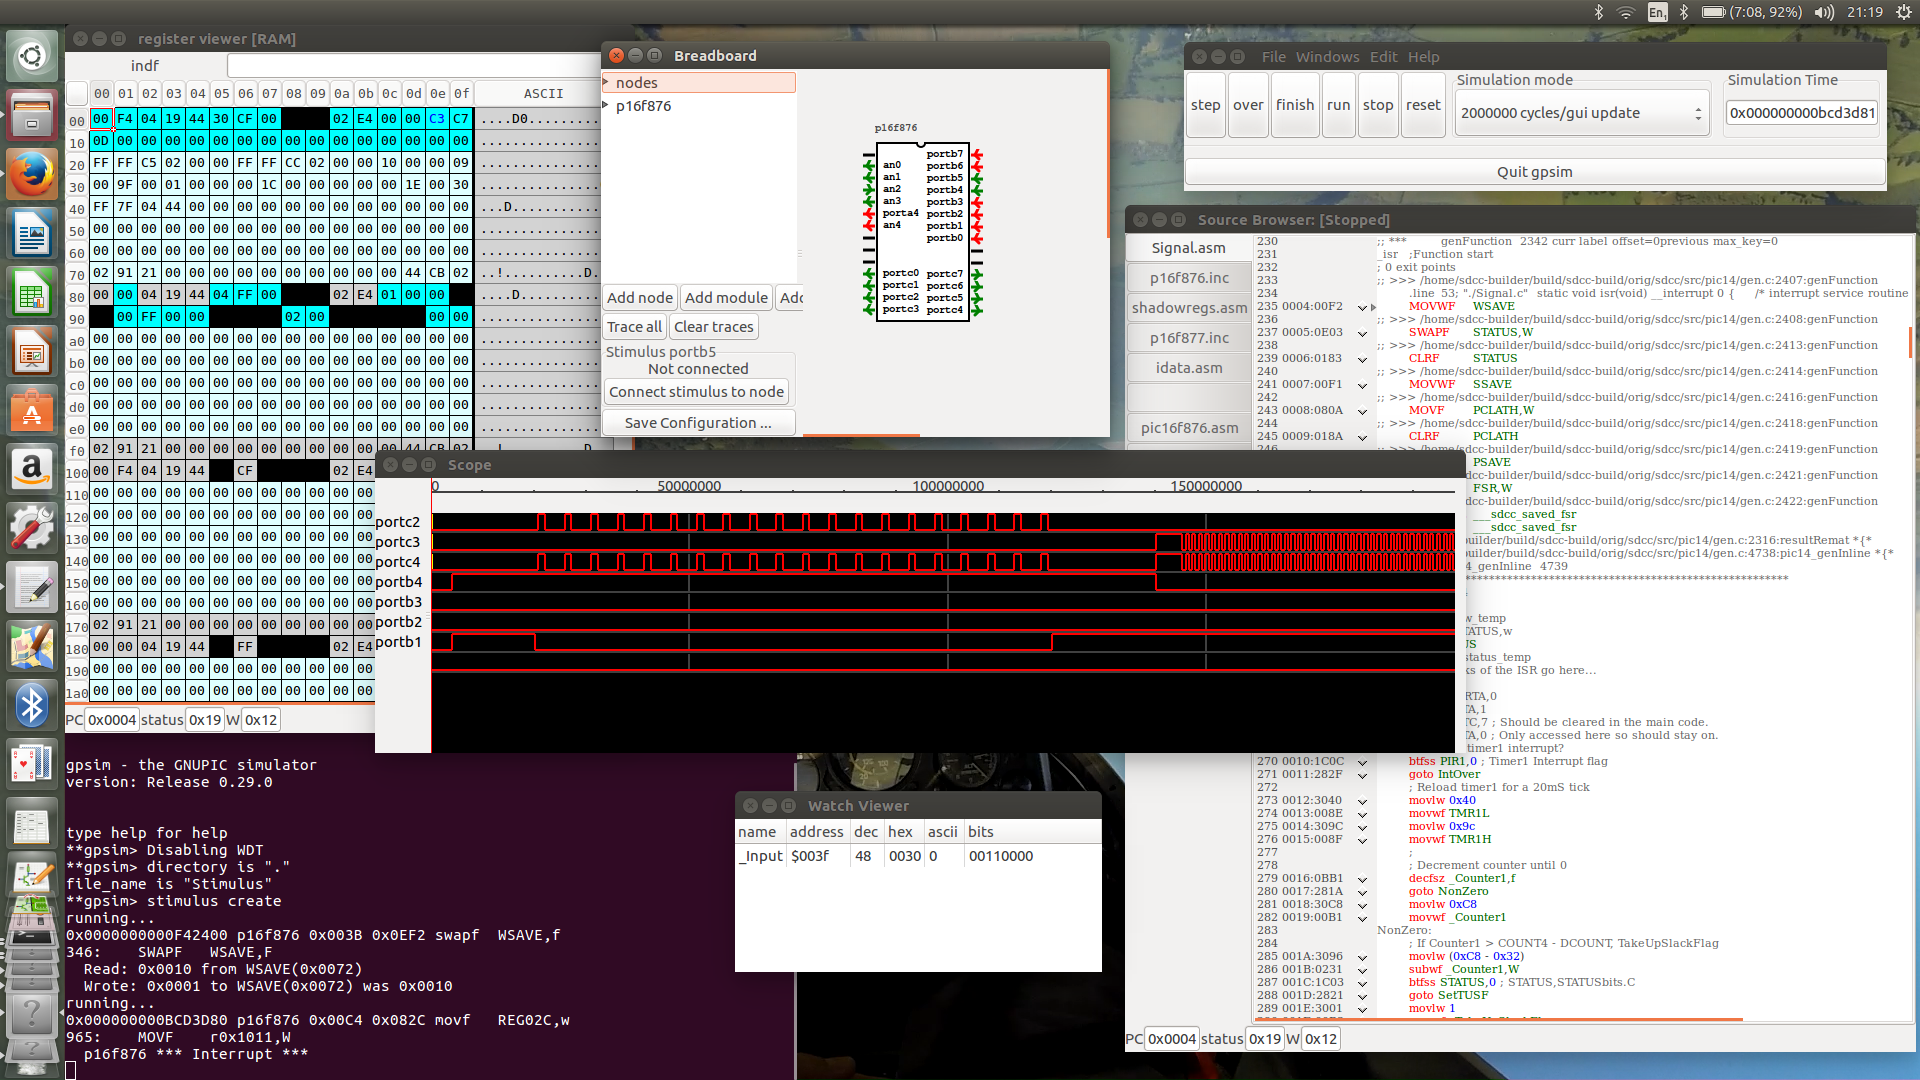 En1 (7:08, 92%) 21:19
register viewer [RAM]
indf
00 01 02 03 04 05 06 07 08 09 0a 0b 0c 0d 0e 0f ASCII
00 00 F4 04 19 44 30 CF 00 02 E4 00 00 C3 C7 ....D0.........
10 0D 00 00 00 00 00 00 00 00 00 00 00 00 00 00 00
20 FF FF C5 02 00 00 FF FF CC 02 00 00 10 00 00 09
30 00 9F 00 01 00 00 00 1C 00 00 00 00 00 1E 00 30
40 FF 7F 04 44 00 00 00 00 00 00 00 00 00 00 00 00 ...D............
50 00 00 00 00 00 00 00 00 00 00 00 00 00 00 00 00
60 00 00 00 00 00 00 00 00 00 00 00 00 00 00 00 00
70 02 91 21 00 00 00 00 00 00 00 00 00 00 44 CB 02 ..!..........D.
80 00 00 04 19 44 04 FF 00 02 E4 01 00 00 ....D...........
90 00 FF 00 00 02 00 00 00
a0 00 00 00 00 00 00 00 00 00 00 00 00 00 00 00 00
b0 00 00 00 00 00 00 00 00 00 00 00 00 00 00 00 00
c0 00 00 00 00 00 00 00 00 00 00 00 00 00 00 00 00
d0 00 00 00 00 00 00 00 00 00 00 00 00 00 00 00 00
e0 00 00 00 00 00 00 00 00 00 00 00 00 00 00 00 00
f0 02 91 21 00 00 00 00 00 00 00 00 00 00 44 CB 02
100 00 F4 04 19 44 CF 02 E4
110 00 00 00 00 00 00 00 00 00 00 00 00
120 00 00 00 00 00 00 00 00 00 00 00 00
130 00 00 00 00 00 00 00 00 00 00 00 00
140 00 00 00 00 00 00 00 00 00 00 00 00
150 00 00 00 00 00 00 00 00 00 00 00 00
160 00 00 00 00 00 00 00 00 00 00 00 00
170 02 91 21 00 00 00 00 00 00 00 00 00
180 00 00 04 19 44 FF 02 E4
190 00 00 00 00 00 00 00 00 00 00 00 00
1a0 00 00 00 00 00 00 00 00 00 00 00 00
PC 0x0004 status 0x19 W 0x12
Breadboard
nodes
p16f876
Add node Add module Adc
Trace all Clear traces
Stimulus portb5
Not connected
Connect stimulus to node
Save Configuration ...
p16f876
portb7
an0 portb6
an1 portb5
an2 portb4
an3 portb3
porta4 portb2
an4 portb1
portb0
portc0 portc7
portc1 portc6
portc2 portc5
portc3 portc4
File Windows Edit Help
step over finish run stop reset
Simulation mode
2000000 cycles/gui update
Simulation Time
0x000000000bcd3d81
Quit gpsim
Source Browser: [Stopped]
Signal.asm
p16f876.inc
shadowregs.asm
p16f877.inc
idata.asm
pic16f876.asm
230 ;; *** genFunction 2342 curr label offset=0previous max_key=0
231 _isr ;Function start
232 ; 0 exit points
233 ;; >>> /home/sdcc-builder/build/sdcc-build/orig/sdcc/src/pic14/gen.c:2407:genFunction
234 .line 53; "./Signal.c" static void isr(void) __interrupt 0 { /* interrupt service routine
235 0004:00F2 MOVWF WSAVE
236 ;; >>> /home/sdcc-builder/build/sdcc-build/orig/sdcc/src/pic14/gen.c:2408:genFunction
237 0005:0E03 SWAPF STATUS,W
238 ;; >>> /home/sdcc-builder/build/sdcc-build/orig/sdcc/src/pic14/gen.c:2413:genFunction
239 0006:0183 CLRF STATUS
240 ;; >>> /home/sdcc-builder/build/sdcc-build/orig/sdcc/src/pic14/gen.c:2414:genFunction
241 0007:00F1 MOVWF SSAVE
242 ;; >>> /home/sdcc-builder/build/sdcc-build/orig/sdcc/src/pic14/gen.c:2416:genFunction
243 0008:080A MOVF PCLATH,W
244 ;; >>> /home/sdcc-builder/build/sdcc-build/orig/sdcc/src/pic14/gen.c:2418:genFunction
245 0009:018A CLRF PCLATH
246 ;; >>> /home/sdcc-builder/build/sdcc-build/orig/sdcc/src/pic14/gen.c:2419:genFunction
PSAVE
cc-builder/build/sdcc-build/orig/sdcc/src/pic14/gen.c:2421:genFunction
FSR,W
cc-builder/build/sdcc-build/orig/sdcc/src/pic14/gen.c:2422:genFunction
___sdcc_saved_fsr
___sdcc_saved_fsr
builder/build/sdcc-build/orig/sdcc/src/pic14/gen.c:2316:resultRemat *{*
builder/build/sdcc-build/orig/sdcc/src/pic14/gen.c:4738:pic14_genInline *{*
4_genInline 4739
w_temp
TATUS,w
US
status_temp
ks of the ISR go here...
RTA,0
TA,1
TC,7 ; Should be cleared in the main code.
TA,0 ; Only accessed here so should stay on.
timer1 interrupt?
270 0010:1C0C btfss PIR1,0 ; Timer1 Interrupt flag
271 0011:282F goto IntOver
272 ; Reload timer1 for a 20mS tick
273 0012:3040 movlw 0x40
274 0013:008E movwf TMR1L
275 0014:309C movlw 0x9c
276 0015:008F movwf TMR1H
277 ;
278 ; Decrement counter until 0
279 0016:0BB1 decfsz _Counter1,f
280 0017:281A goto NonZero
281 0018:30C8 movlw 0xC8
282 0019:00B1 movwf _Counter1
283 NonZero:
284 ; If Counter1 > COUNT4 - DCOUNT, TakeUpSlackFlag
285 001A:3096 movlw (0xC8 - 0x32)
286 001B:0231 subwf _Counter1,W
287 001C:1C03 btfss STATUS,0 ; STATUS,STATUSbits.C
288 001D:2821 goto SetTUSF
289 001E:3001 movlw 1
PC 0x0004 status 0x19 W 0x12
Scope
0 50000000 100000000 150000000
portc2
portc3
portc4
portb4
portb3
portb2
portb1
gpsim - the GNUPIC simulator
version: Release 0.29.0
type help for help
**gpsim> Disabling WDT
**gpsim> directory is "."
file_name is "Stimulus"
**gpsim> stimulus create
running...
0x0000000000F42400 p16f876 0x003B 0x0EF2 swapf WSAVE,f
346: SWAPF WSAVE,F
Read: 0x0010 from WSAVE(0x0072)
Wrote: 0x0001 to WSAVE(0x0072) was 0x0010
running...
0x000000000BCD3D80 p16f876 0x00C4 0x082C movf REG02C,w
965: MOVF r0x1011,W
p16f876 *** Interrupt ***
Watch Viewer
name address dec hex ascii bits
_Input $003f 48 0030 0 00110000